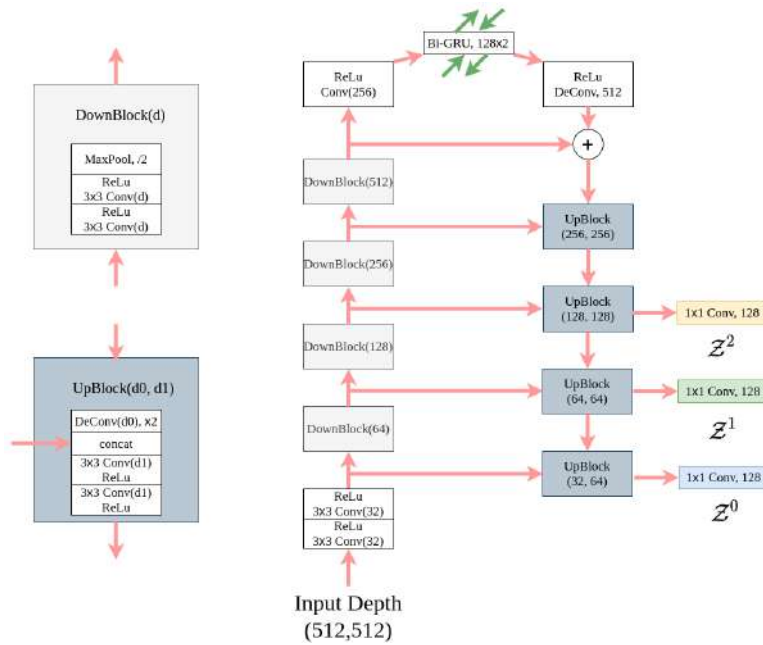 DownBlock(d)
MaxPool, /2
ReLu
3x3 Conv(d)
ReLu
3x3 Conv(d)
UpBlock(d0, d1)
DeConv(d0), x2
concat
3x3 Conv(d1)
ReLu
3x3 Conv(d1)
ReLu
Bi-GRU, 128x2
ReLu
Conv(256)
ReLu
DeConv, 512
+
DownBlock(512)
UpBlock
(256, 256)
DownBlock(256)
UpBlock
(128, 128)
1x1 Conv, 128
Z²
DownBlock(128)
UpBlock
(64, 64)
1x1 Conv, 128
Z¹
DownBlock(64)
UpBlock
(32, 64)
1x1 Conv, 128
Z⁰
ReLu
3x3 Conv(32)
ReLu
3x3 Conv(32)
Input Depth
(512,512)